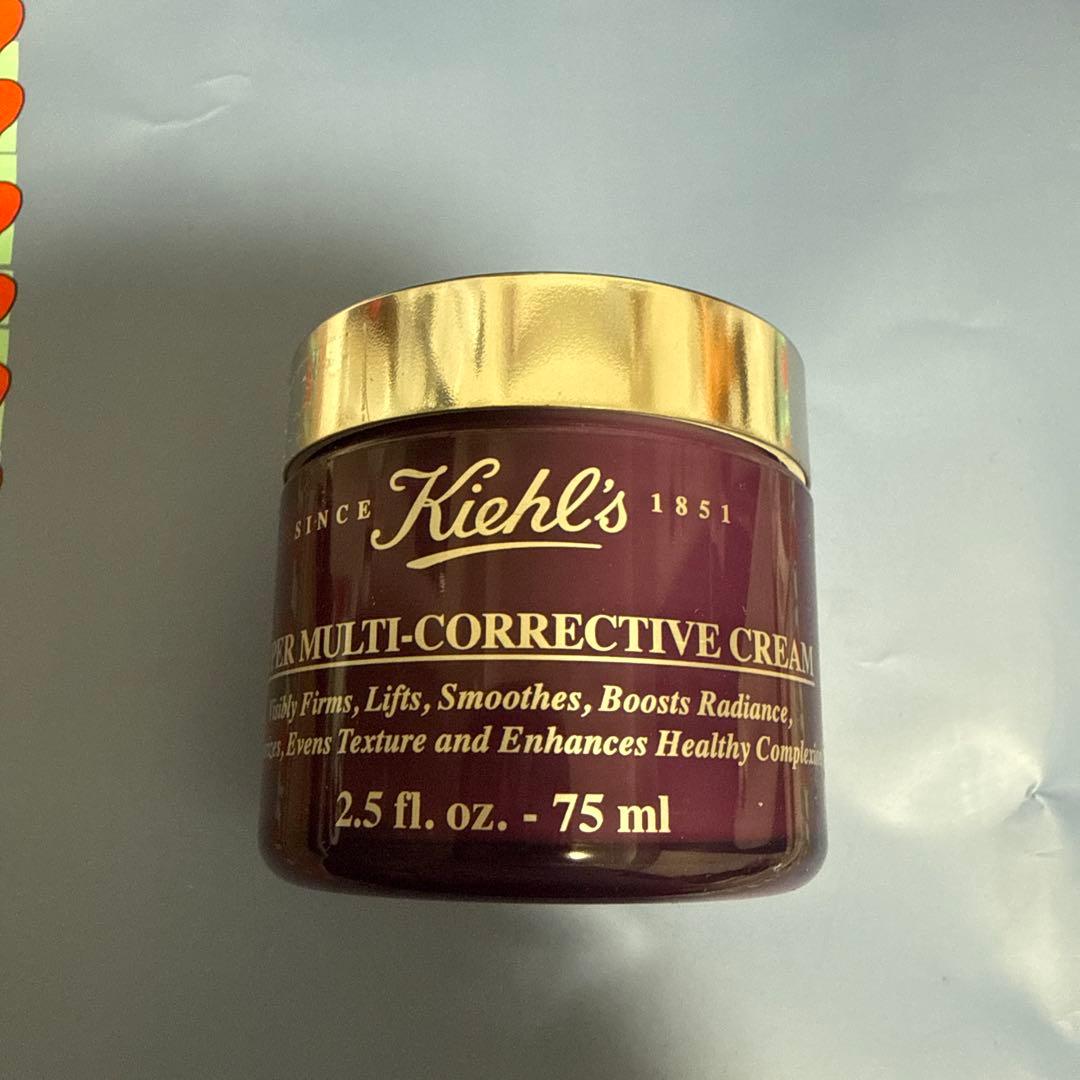 SINCE Kiehl's 1851
MULTI-CORRECTIVE CREAM
Visibly Firms, Lifts, Smoothes, Boosts Radiance,
Evens Texture and Enhances Healthy
2.5 fl. oz. - 75 ml